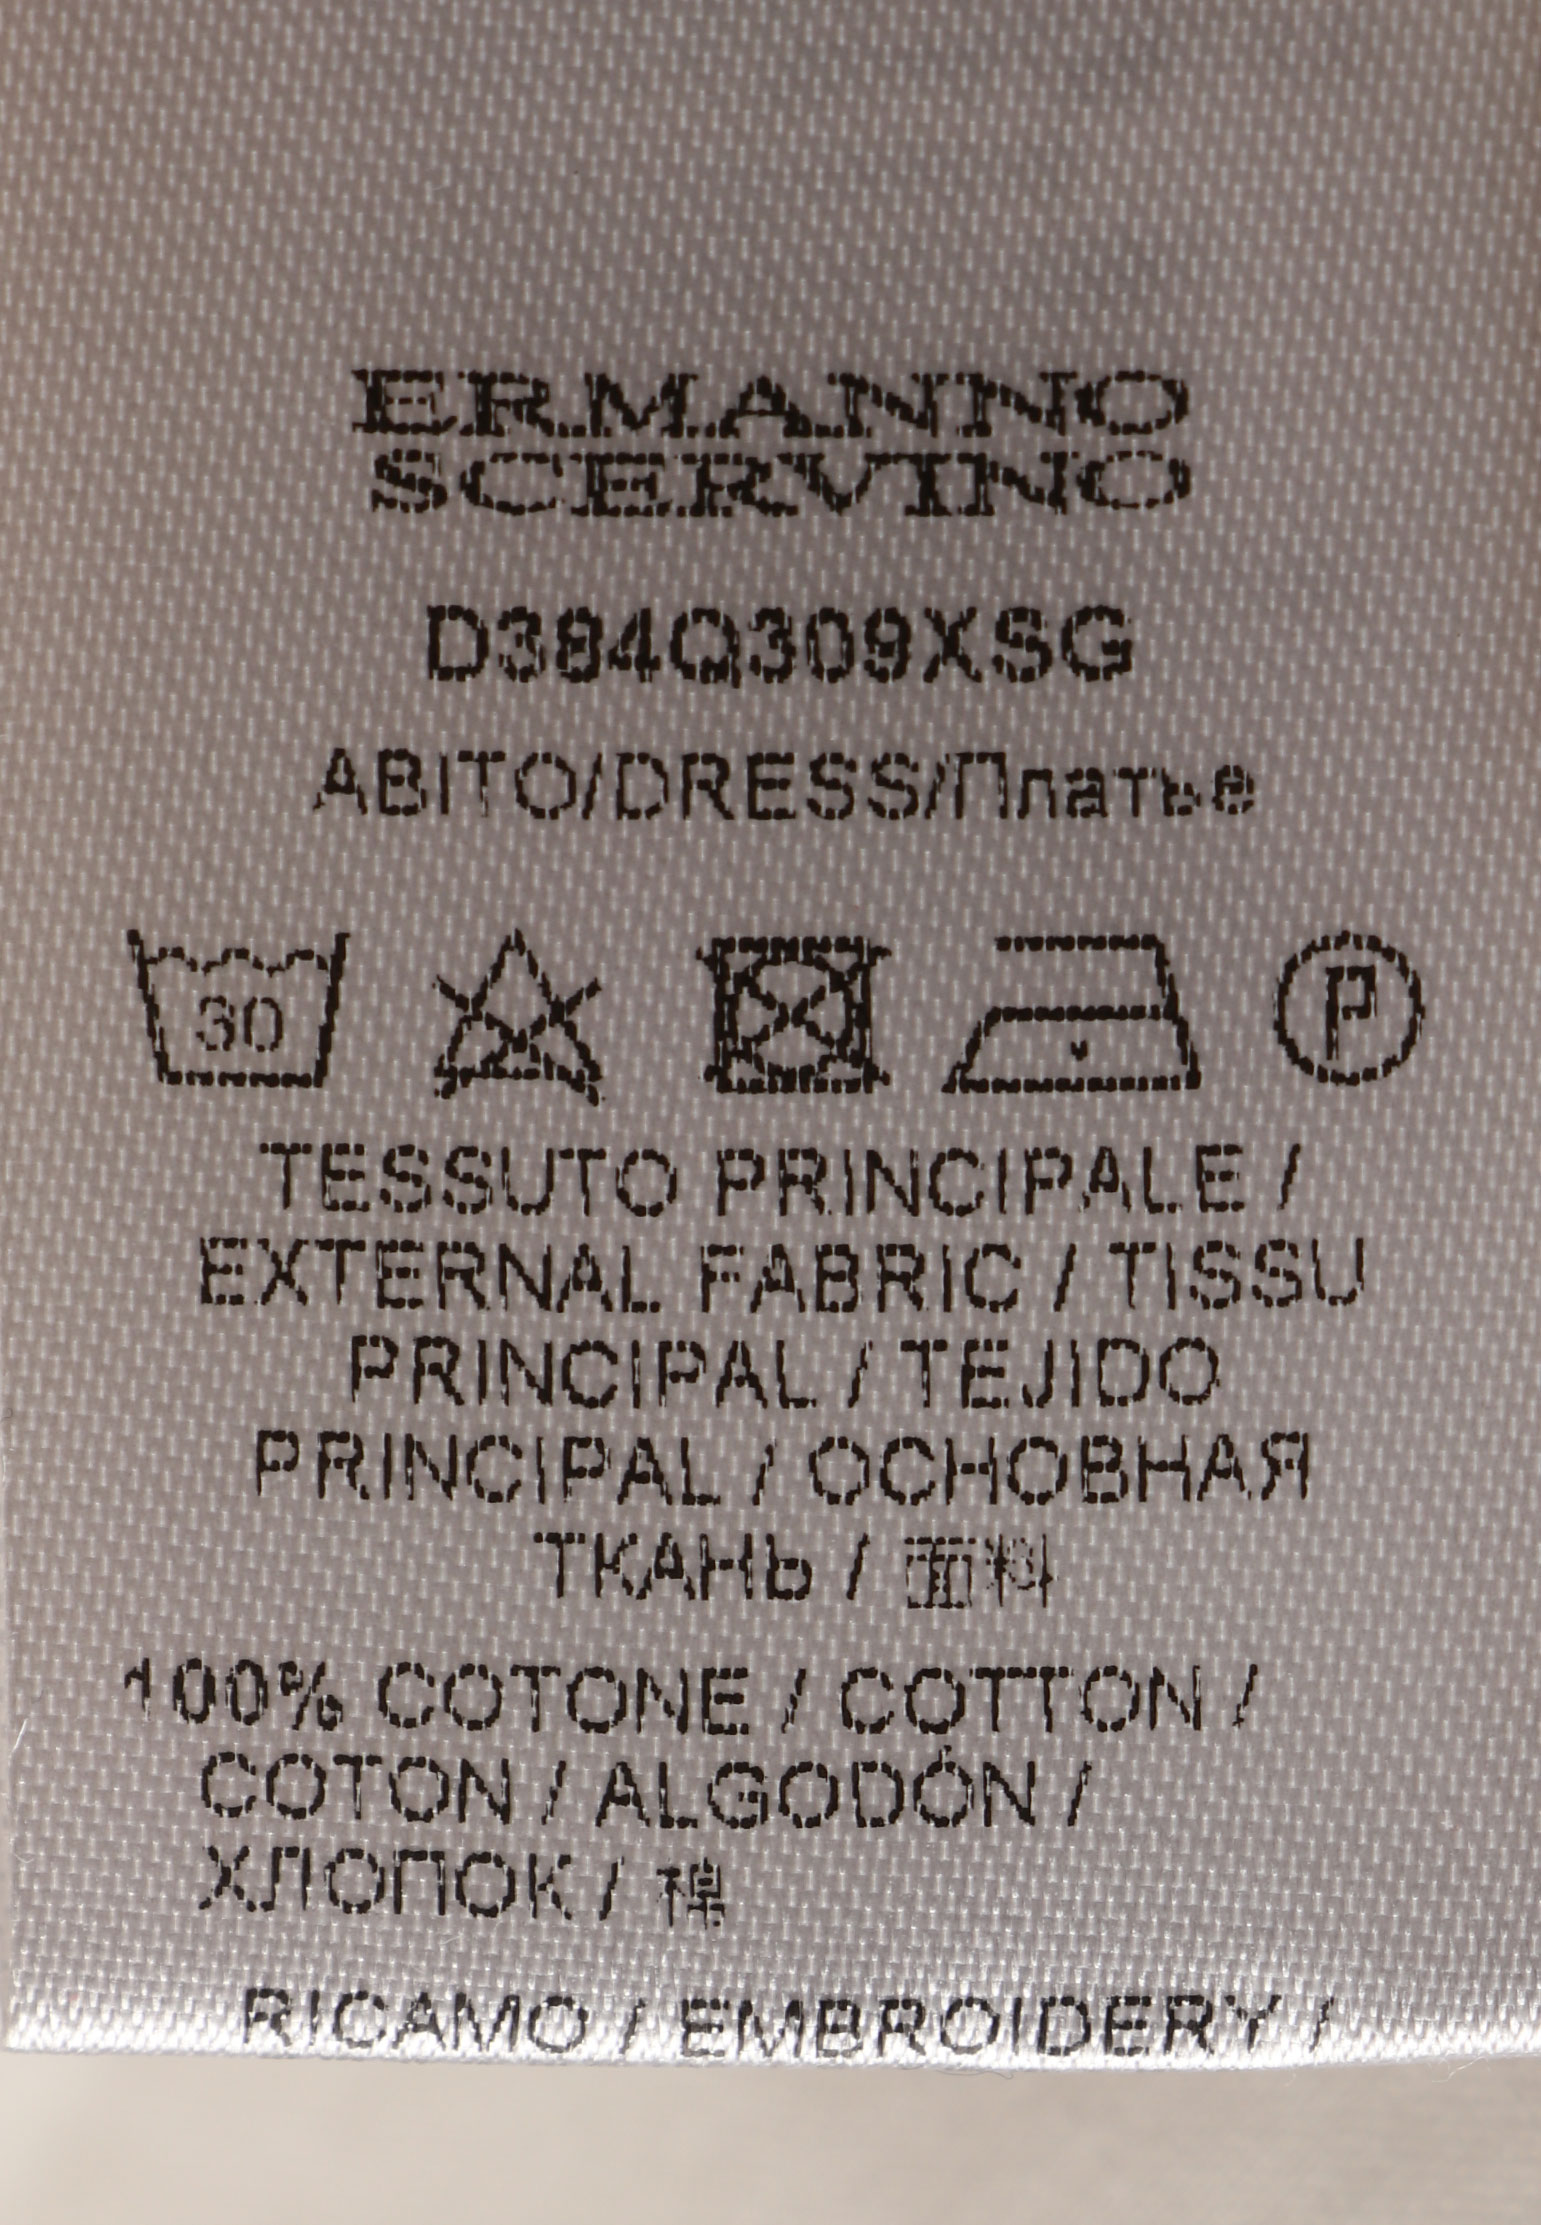 ERMANNO
SCERVINO
D384Q309XSG
ABITO/DRESS/Платье
30
P
TESSUTO PRINCIPALE /
EXTERNAL FABRIC / TISSU
PRINCIPAL / TEJIDO
PRINCIPAL / ОСНОВНАЯ
ТКАНЬ / 面料
100% COTONE / COTTON /
COTON / ALGODÓN /
ХЛОПОК / 棉
RICAMO / EMBROIDERY /